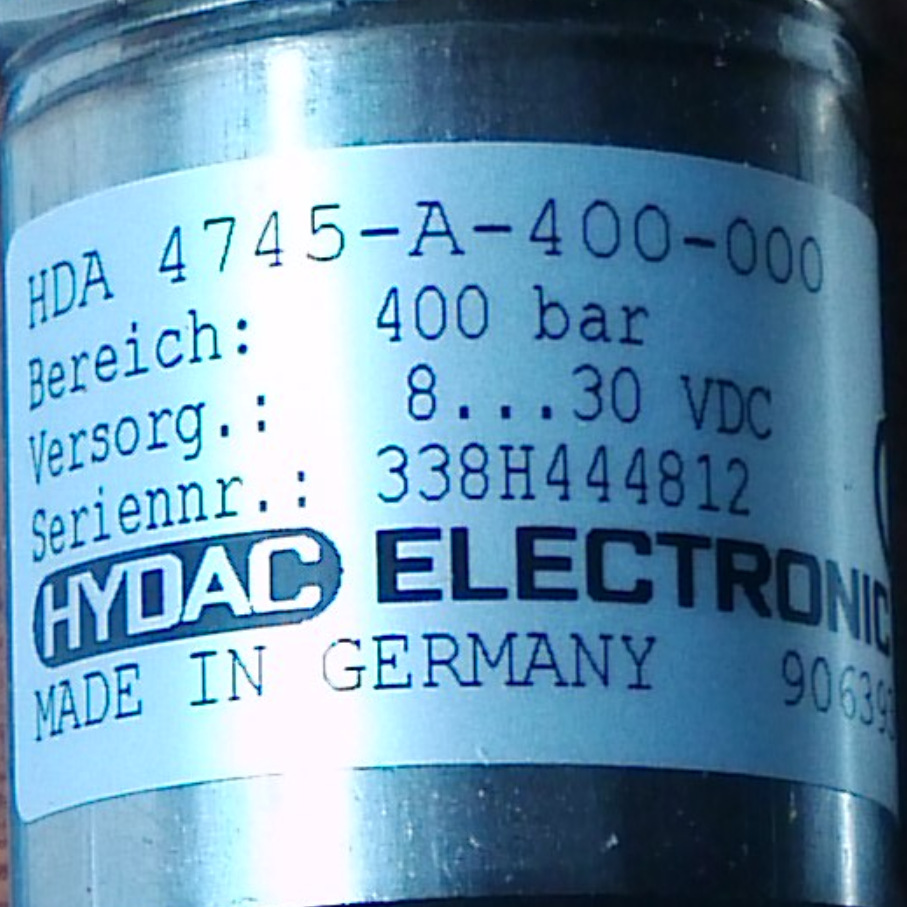 HDA 4745-A-400-000
Bereich: 400 bar
Versorg.: 8...30 VDC
Seriennr.: 338H444812
HYDAC ELECTRONIC
MADE IN GERMANY